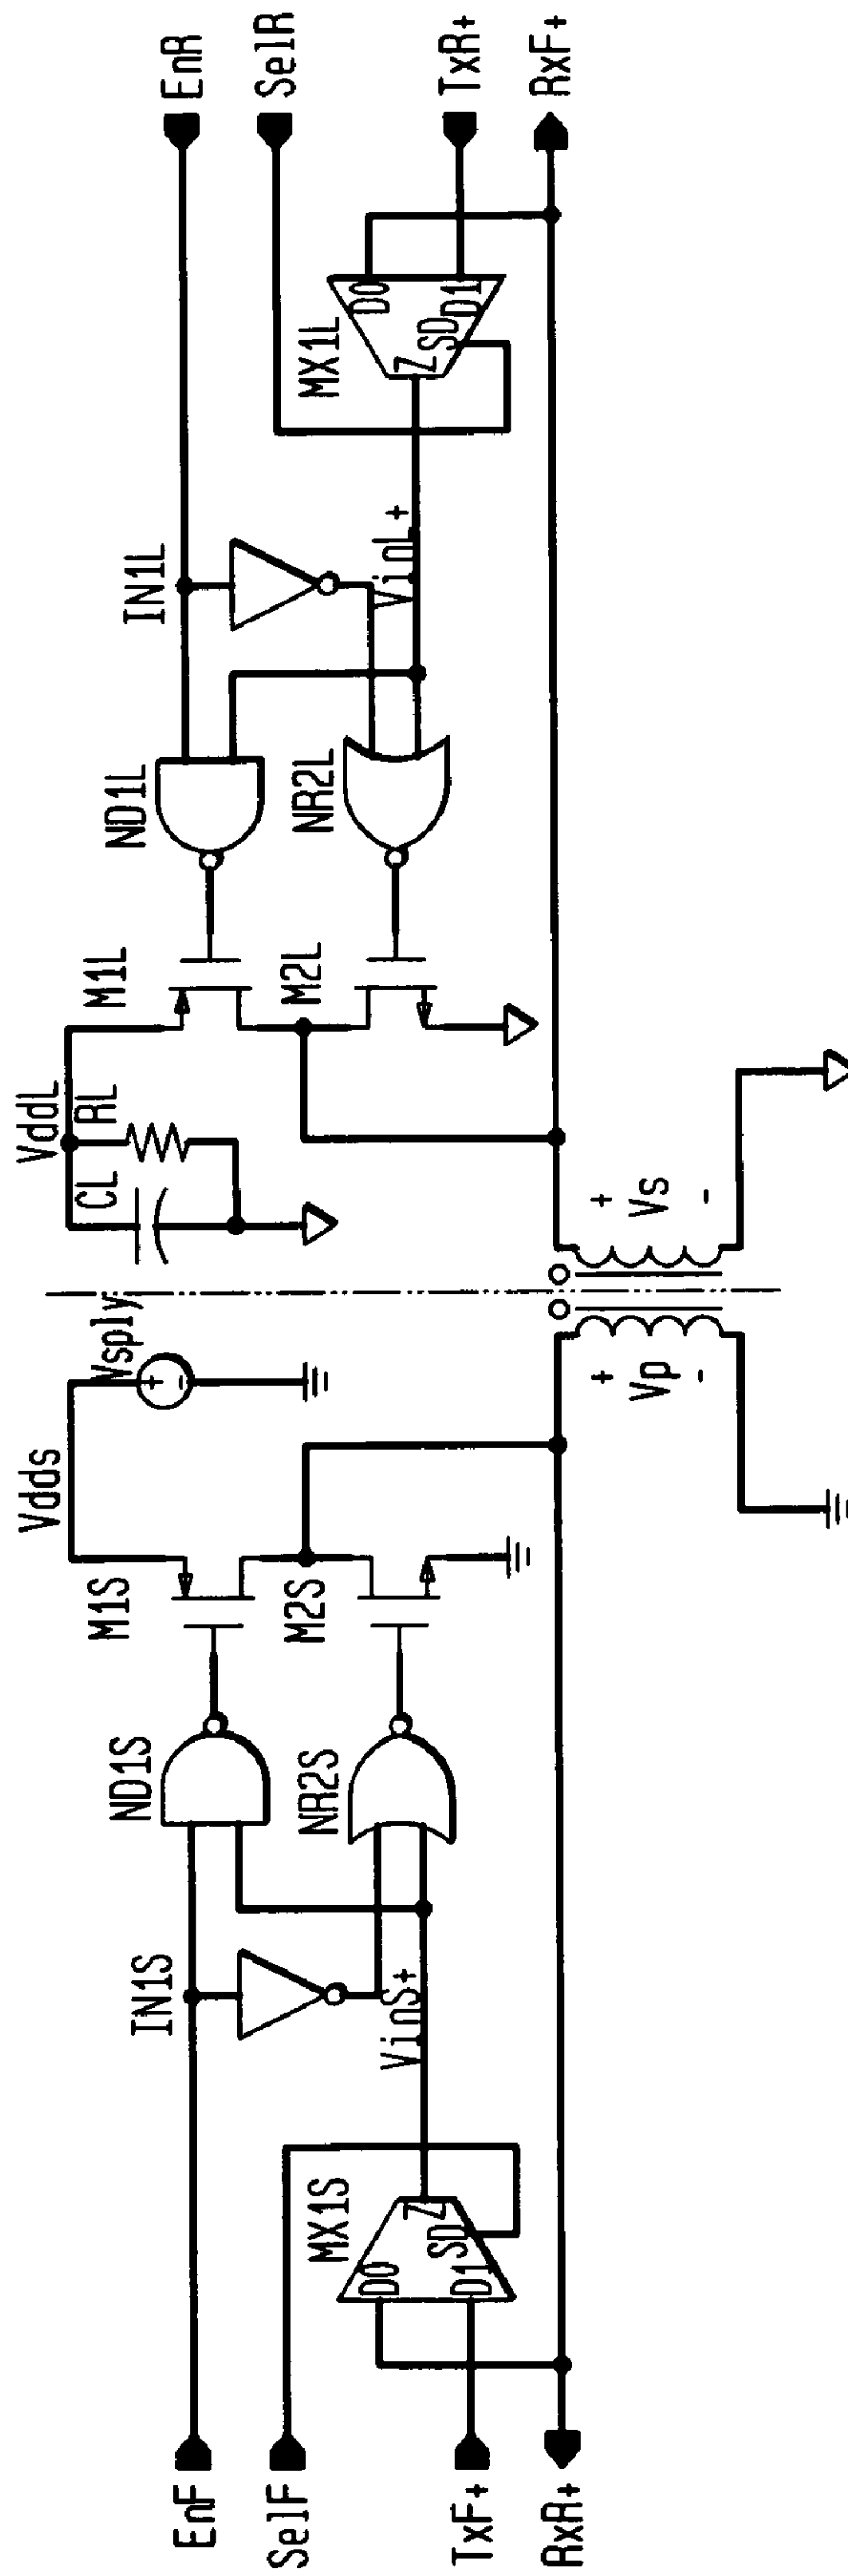 EnR
SelR
TxR+
RxF+
MX1L
D0
D1
SD
Z
IN1L
VinL+
ND1L
NR2L
M1L
M2L
VddL
RL
CL
+
Vs
-
Vsply
+
-
+
Vp
-
Vdds
M1S
M2S
ND1S
NR2S
IN1S
VinS+
MX1S
Z
SD
D0
D1
EnF
SelF
TxF+
RxR+